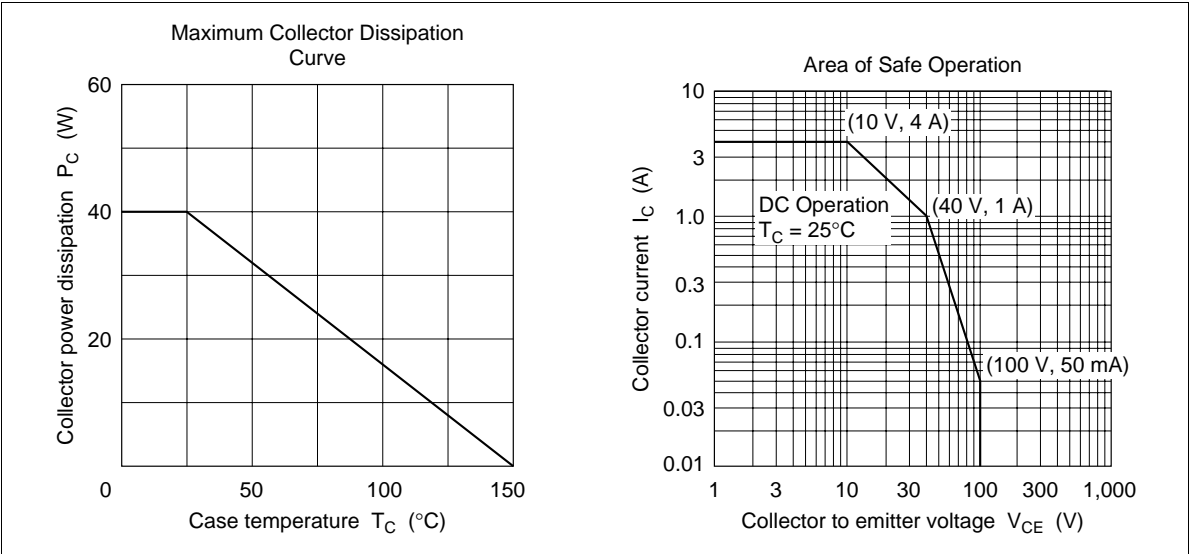 Maximum Collector Dissipation
Curve
60
40
20
0
50
100
150
Collector power dissipation P_C (W)
Case temperature T_C (°C)
Area of Safe Operation
10
3
1.0
0.3
0.1
0.03
0.01
1
3
10
30
100
300
1,000
(10 V, 4 A)
DC Operation
T_C = 25°C
(40 V, 1 A)
(100 V, 50 mA)
Collector current I_C (A)
Collector to emitter voltage V_CE (V)